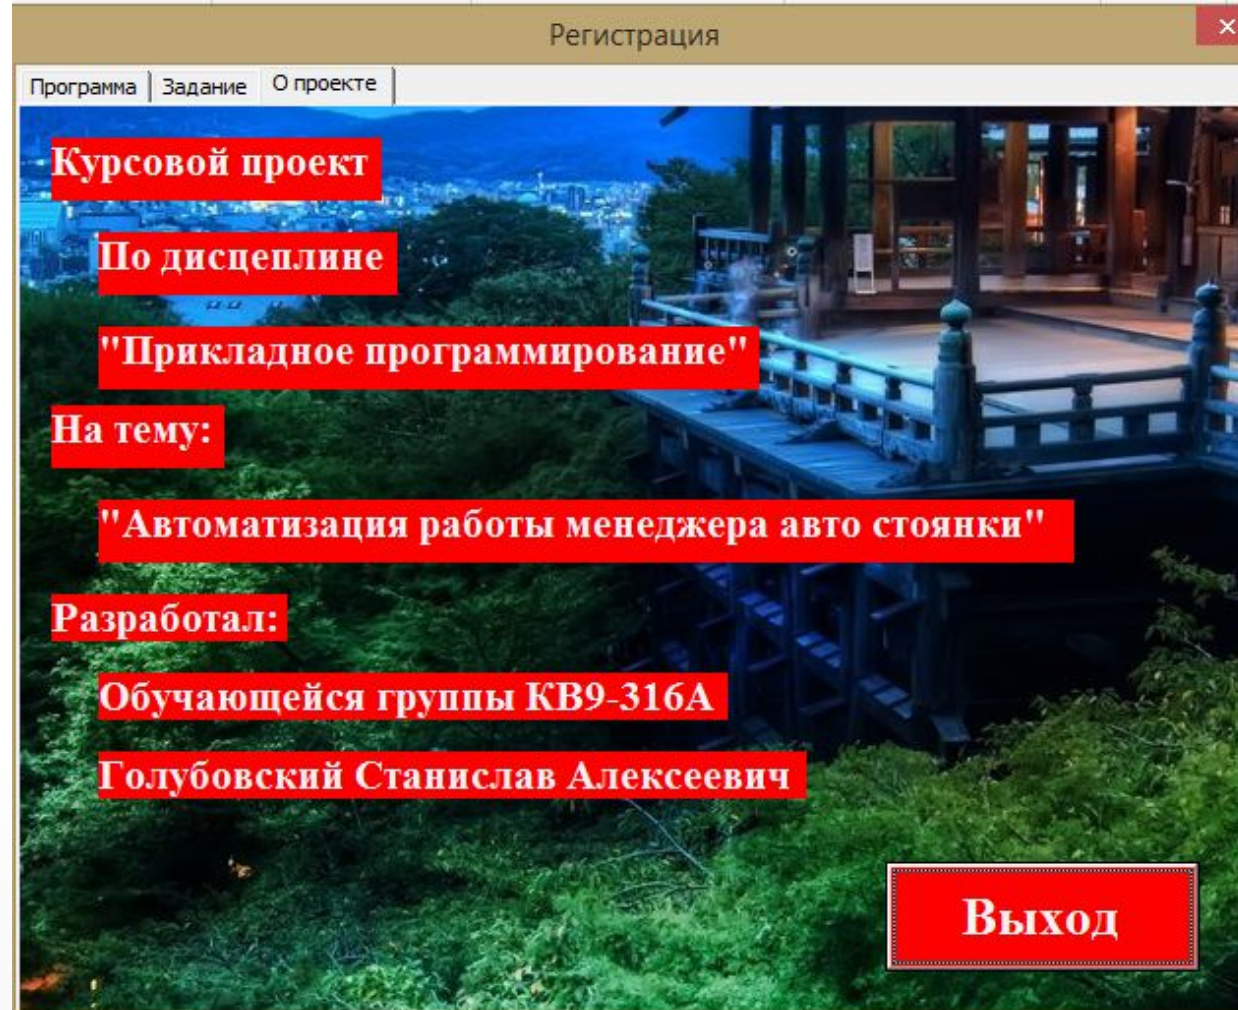 Регистрация
Программа Задание О проекте
Курсовой проект
По дисцеплине
"Прикладное программирование"
На тему:
"Автоматизация работы менеджера авто стоянки"
Разработал:
Обучающейся группы КВ9-316А
Голубовский Станислав Алексеевич
Выход